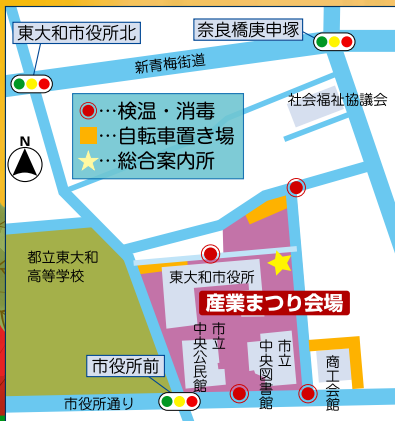 東大和市役所北
奈良橋庚申塚
新青梅街道
●…検温・消毒
■…自転車置き場
★…総合案内所
社会福祉協議会
N
都立東大和
高等学校
東大和市役所
産業まつり会場
市立
中央公民館
市立
中央図書館
商工会館
市役所前
市役所通り